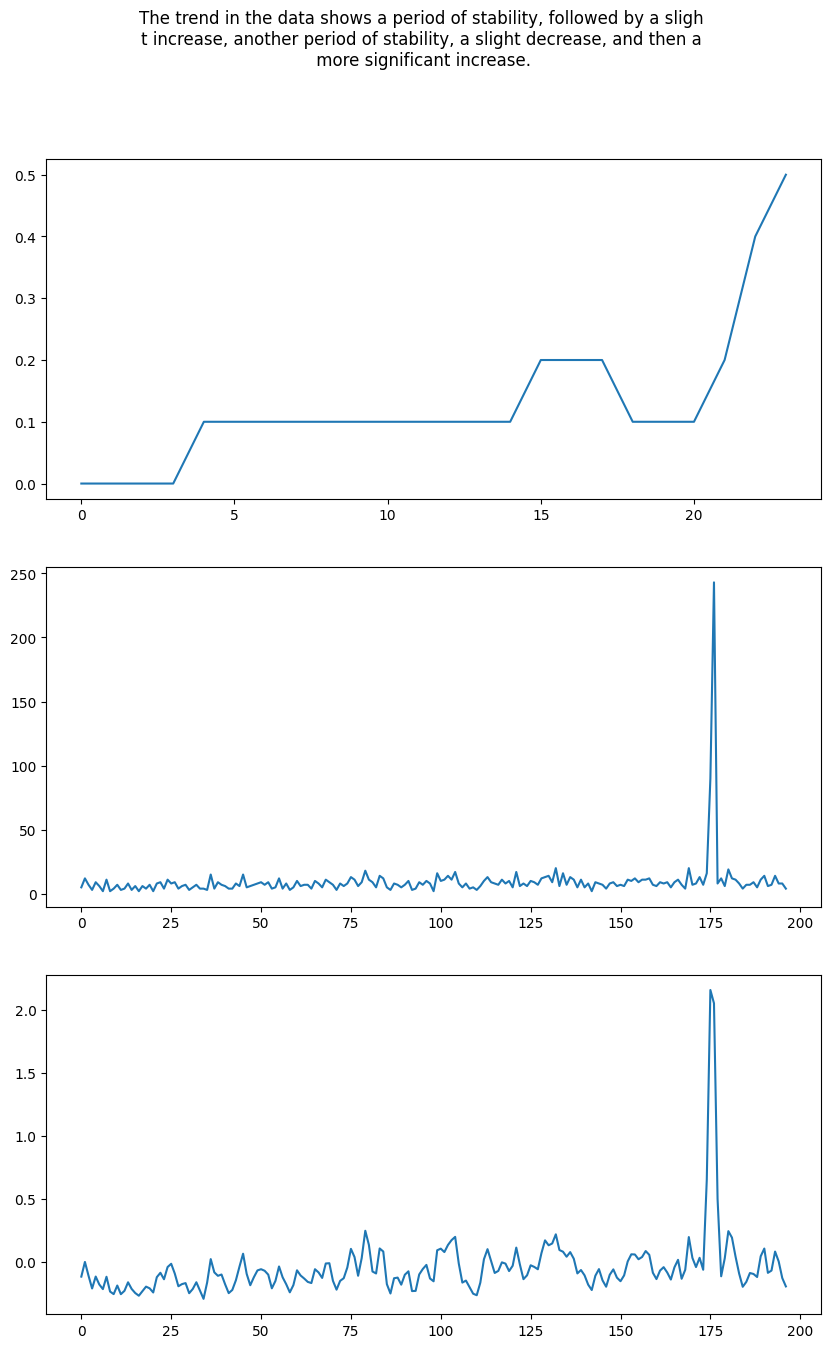 The trend in the data shows a period of stability, followed by a sligh
t increase, another period of stability, a slight decrease, and then a
more significant increase.
0.5
0.4
0.3
0.2
0.1
0.0
0 5 10 15 20
250
200
150
100
50
0
0 25 50 75 100 125 150 175 200
2.0
1.5
1.0
0.5
0.0
0 25 50 75 100 125 150 175 200